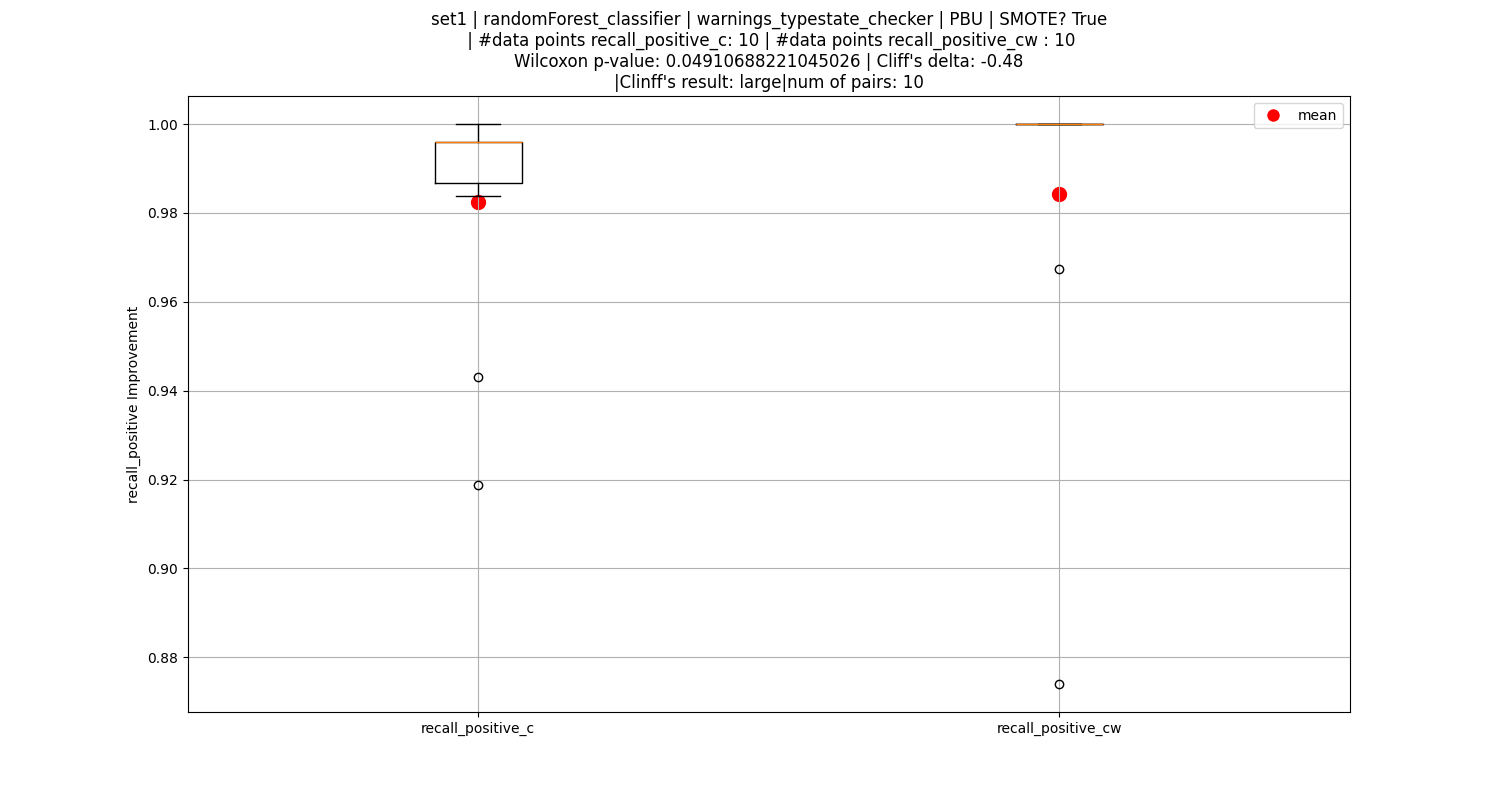 set1 | randomForest_classifier | warnings_typestate_checker | PBU | SMOTE? True
| #data points recall_positive_c: 10 | #data points recall_positive_cw : 10
Wilcoxon p-value: 0.04910688221045026 | Cliff's delta: -0.48
|Clinff's result: large|num of pairs: 10
mean
1.00
0.98
0.96
0.94
0.92
0.90
0.88
recall_positive Improvement
recall_positive_c
recall_positive_cw